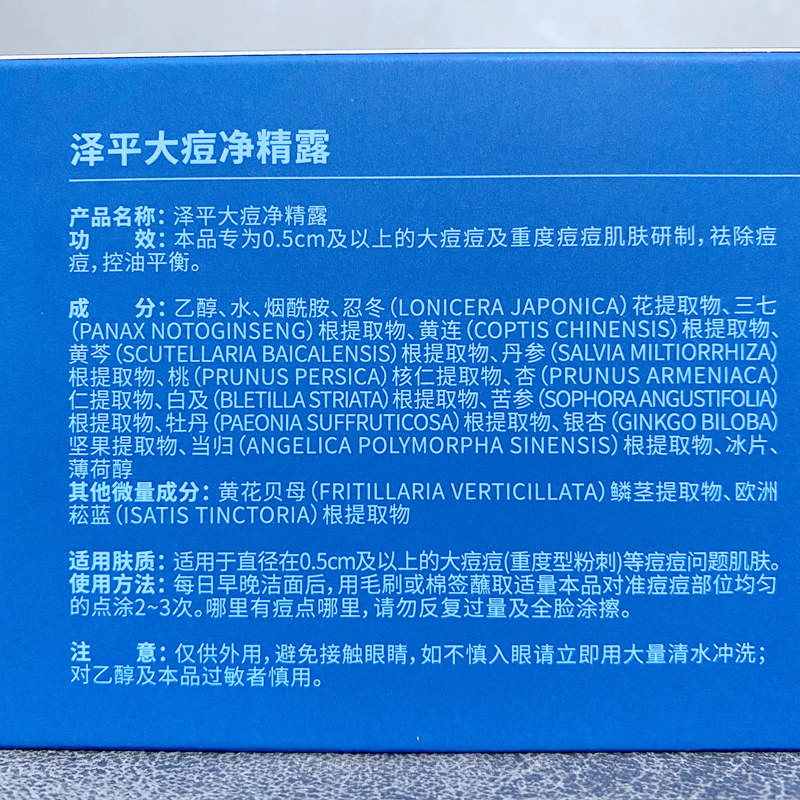 泽平大痘净精露
产品名称：泽平大痘净精露
功　　效：本品专为0.5cm及以上的大痘痘及重度痘痘肌肤研制，祛除痘
痘，控油平衡。
成　　分：乙醇、水、烟酰胺、忍冬（LONICERA JAPONICA）花提取物、三七
（PANAX NOTOGINSENG）根提取物、黄连（COPTIS CHINENSIS）根提取物、
黄芩（SCUTELLARIA BAICALENSIS）根提取物、丹参（SALVIA MILTIORRHIZA）
根提取物、桃（PRUNUS PERSICA）核仁提取物、杏（PRUNUS ARMENIACA）
仁提取物、白及（BLETILLA STRIATA）根提取物、苦参（SOPHORA ANGUSTIFOLIA）
根提取物、牡丹（PAEONIA SUFFRUTICOSA）根提取物、银杏（GINKGO BILOBA）
坚果提取物、当归（ANGELICA POLYMORPHA SINENSIS）根提取物、冰片、
薄荷醇
其他微量成分：黄花贝母（FRITILLARIA VERTICILLATA）鳞茎提取物、欧洲
菘蓝（ISATIS TINCTORIA）根提取物
适用肤质：适用于直径在0.5cm及以上的大痘痘(重度型粉刺)等痘痘问题肌肤。
使用方法：每日早晚洁面后，用毛刷或棉签蘸取适量本品对准痘痘部位均匀
的点涂2~3次。哪里有痘点哪里，请勿反复过量及全脸涂擦。
注　　意：仅供外用，避免接触眼睛，如不慎入眼请立即用大量清水冲洗；
对乙醇及本品过敏者慎用。